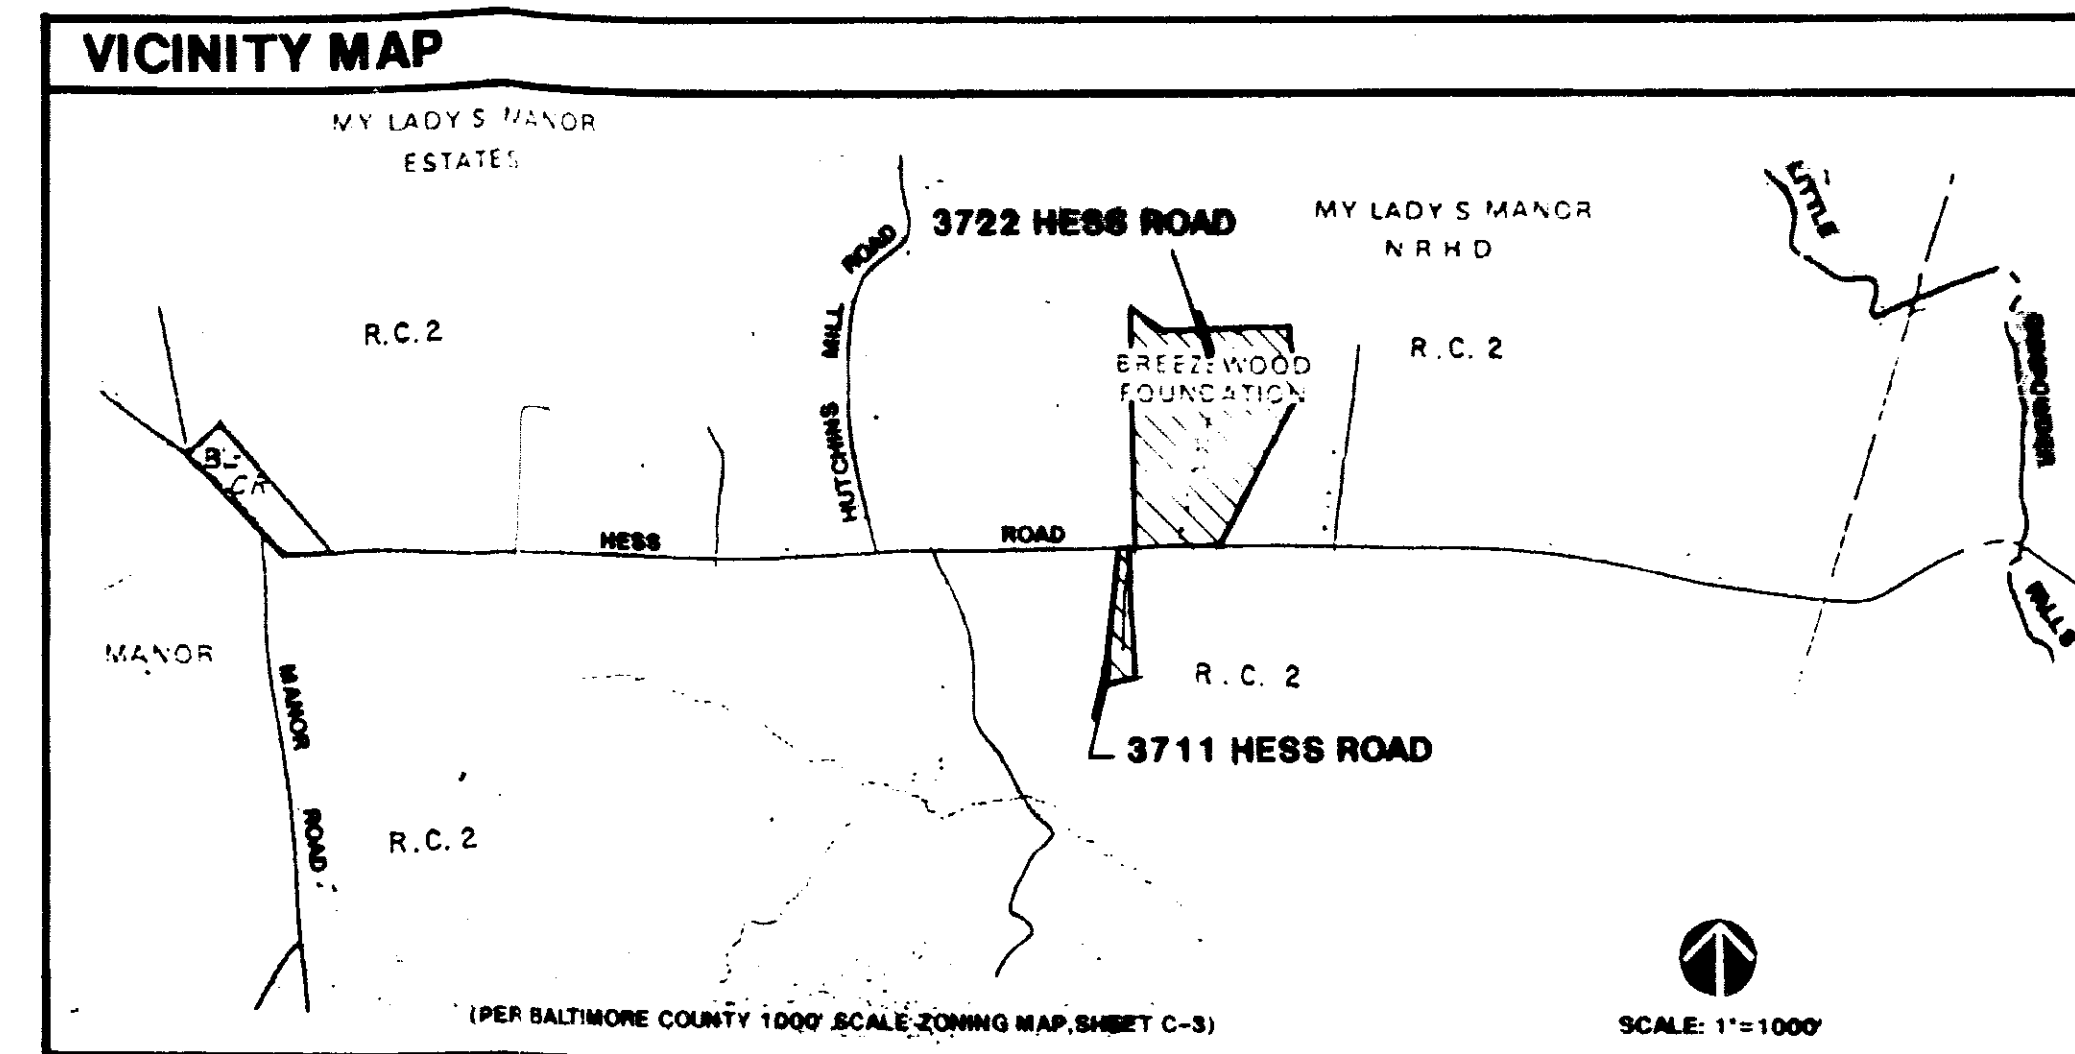 VICINITY MAP
MY LADY S MANOR
ESTATES
3722 HESS ROAD
MY LADY S MANOR
N R H D
LITTLE
GUNPOWDER
HUTCHINS MILL ROAD
R.C. 2
R.C. 2
BREEZEWOOD
FOUNDATION
CR
HESS ROAD
MANOR
MANOR ROAD
R.C. 2
3711 HESS ROAD
R.C. 2
(PER BALTIMORE COUNTY 1000' SCALE ZONING MAP, SHEET C-3)
SCALE: 1"=1000'